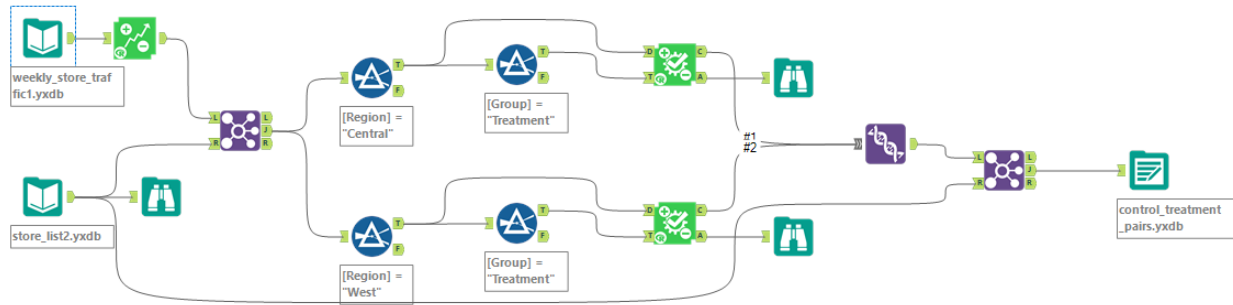 weekly_store_traf
fic1.yxdb
L
R
L
J
R
[Region] =
"Central"
T
F
[Group] =
"Treatment"
T
F
D
T
C
A
#1
#2
L
R
L
J
R
control_treatment
_pairs.yxdb
store_list2.yxdb
[Region] =
"West"
T
F
[Group] =
"Treatment"
T
F
D
T
C
A